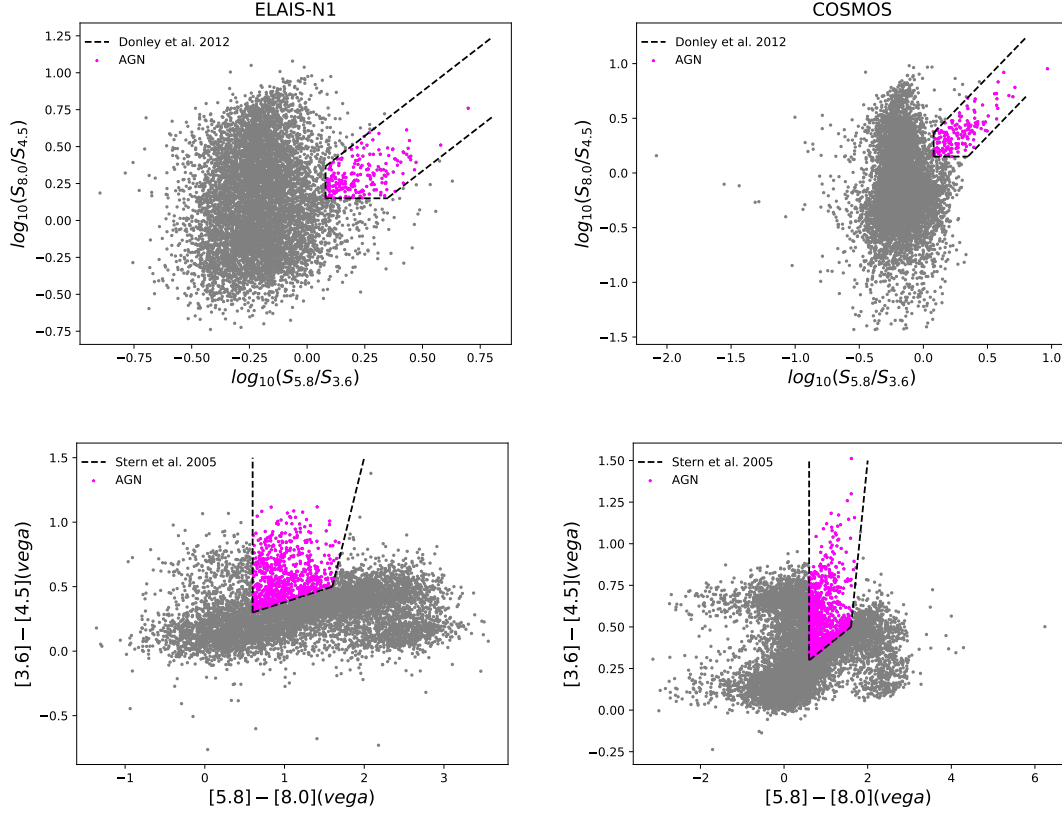 ELAIS-N1
COSMOS
Donley et al. 2012
AGN
1.25
1.00
0.75
0.50
0.25
0.00
−0.25
−0.50
−0.75
log₁₀(S₈.₀/S₄.₅)
−0.75
−0.50
−0.25
0.00
0.25
0.50
0.75
log₁₀(S₅.₈/S₃.₆)
Donley et al. 2012
AGN
1.0
0.5
0.0
−0.5
−1.0
−1.5
log₁₀(S₈.₀/S₄.₅)
−2.0
−1.5
−1.0
−0.5
0.0
0.5
1.0
log₁₀(S₅.₈/S₃.₆)
Stern et al. 2005
AGN
1.5
1.0
0.5
0.0
−0.5
[3.6] − [4.5](vega)
−1
0
1
2
3
[5.8] − [8.0](vega)
Stern et al. 2005
AGN
1.50
1.25
1.00
0.75
0.50
0.25
0.00
−0.25
[3.6] − [4.5](vega)
−2
0
2
4
6
[5.8] − [8.0](vega)